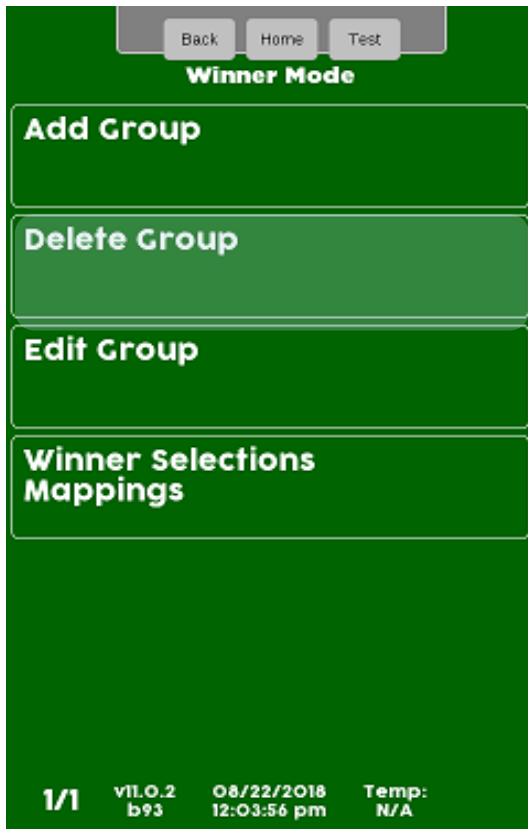 Back Home Test
Winner Mode
Add Group
Delete Group
Edit Group
Winner Selections
Mappings
1/1 v11.0.2 08/22/2018 Temp:
b93 12:03:56 pm N/A